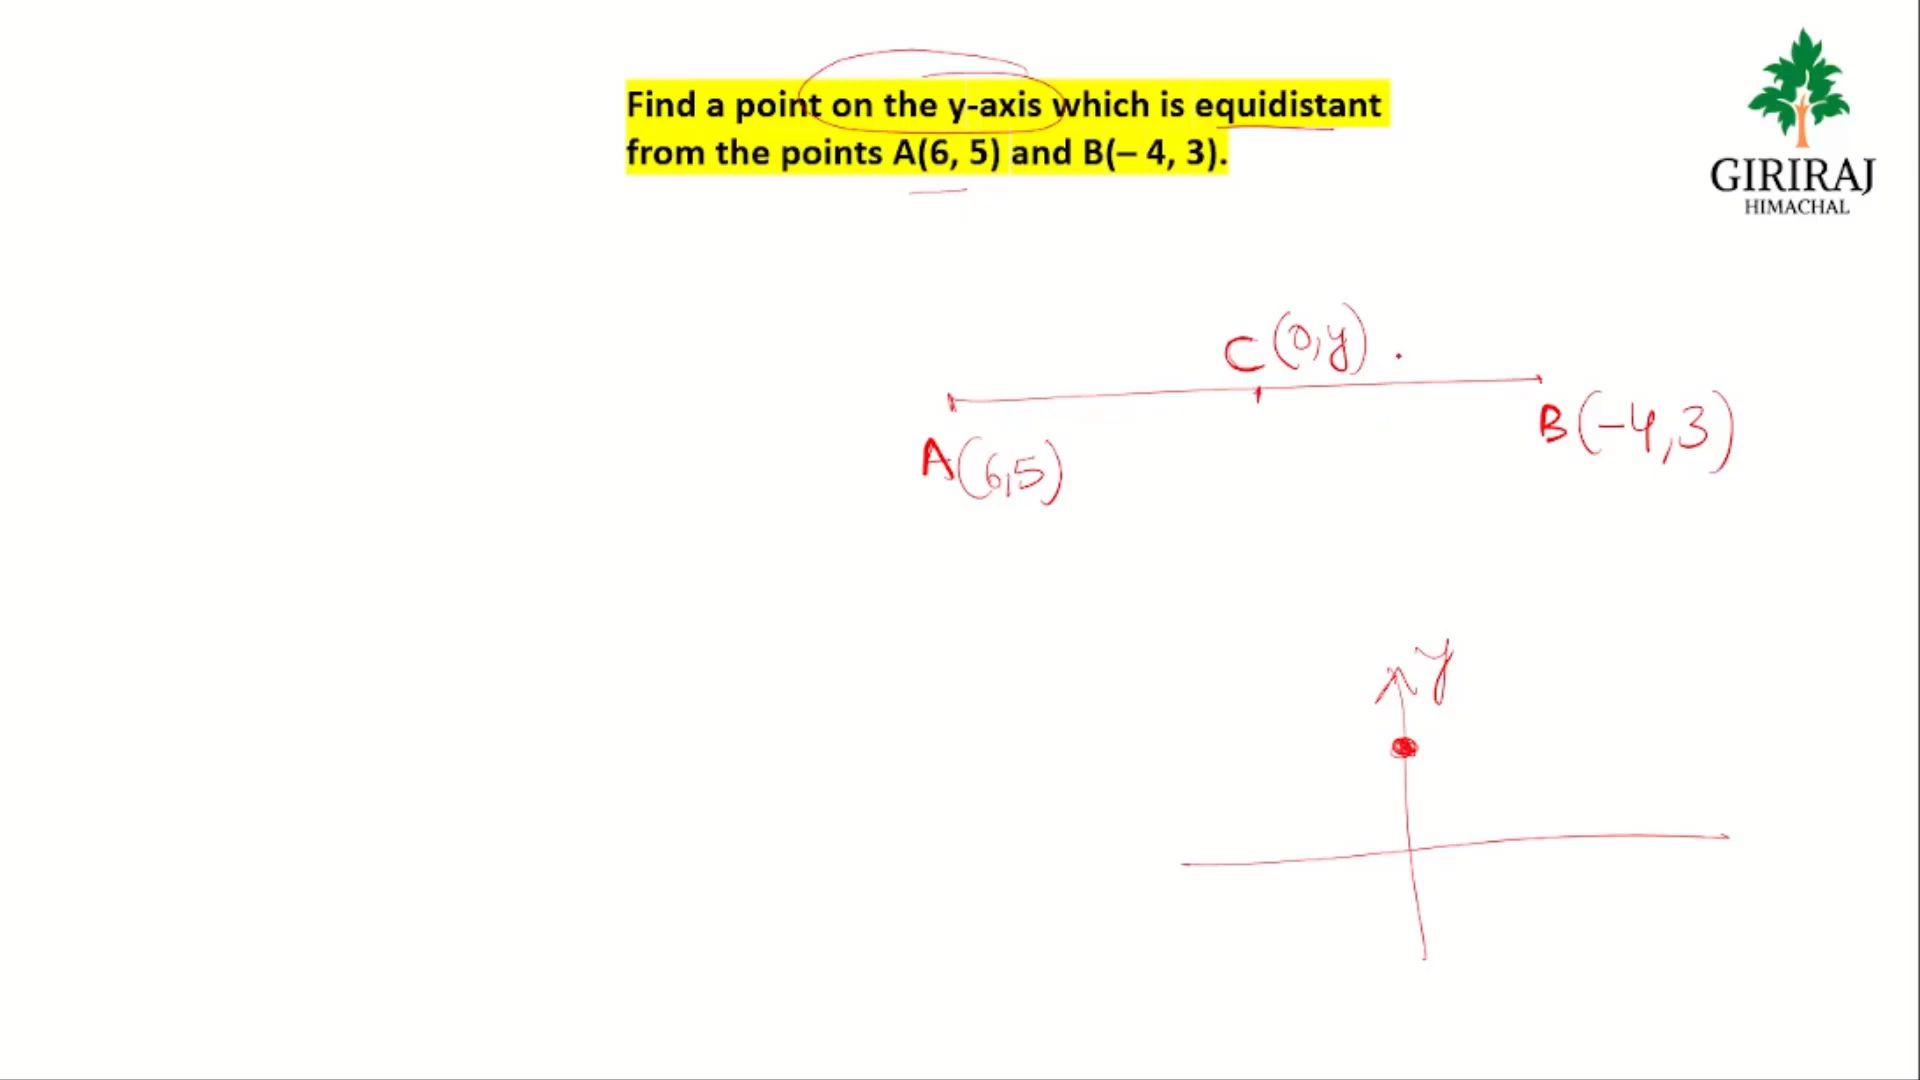 Find a point on the y-axis which is equidistant
from the points A(6, 5) and B(– 4, 3).
GIRIRAJ
HIMACHAL
C (0,y) .
A(6,5)
B(-4,3)
y